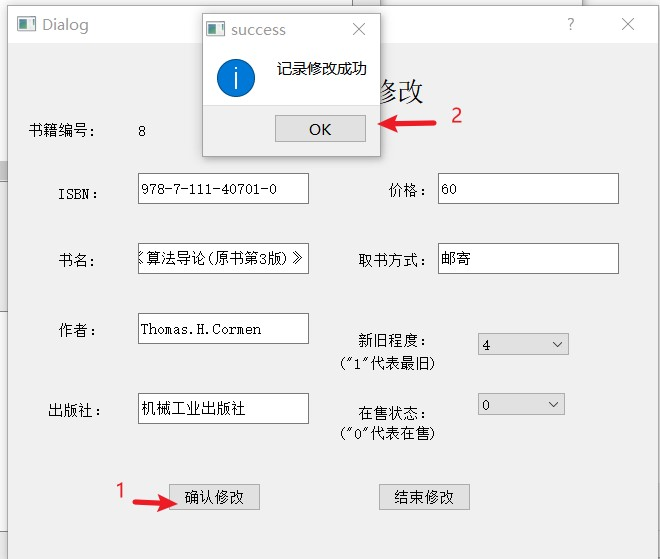 Dialog
?
success
记录修改成功
OK
2
修改
书籍编号： 8
ISBN： 978-7-111-40701-0
价格： 60
书名： 《算法导论(原书第3版)》
取书方式： 邮寄
作者： Thomas.H.Cormen
新旧程度： 4
("1"代表最旧)
出版社： 机械工业出版社
在售状态： 0
("0"代表在售)
1
确认修改
结束修改